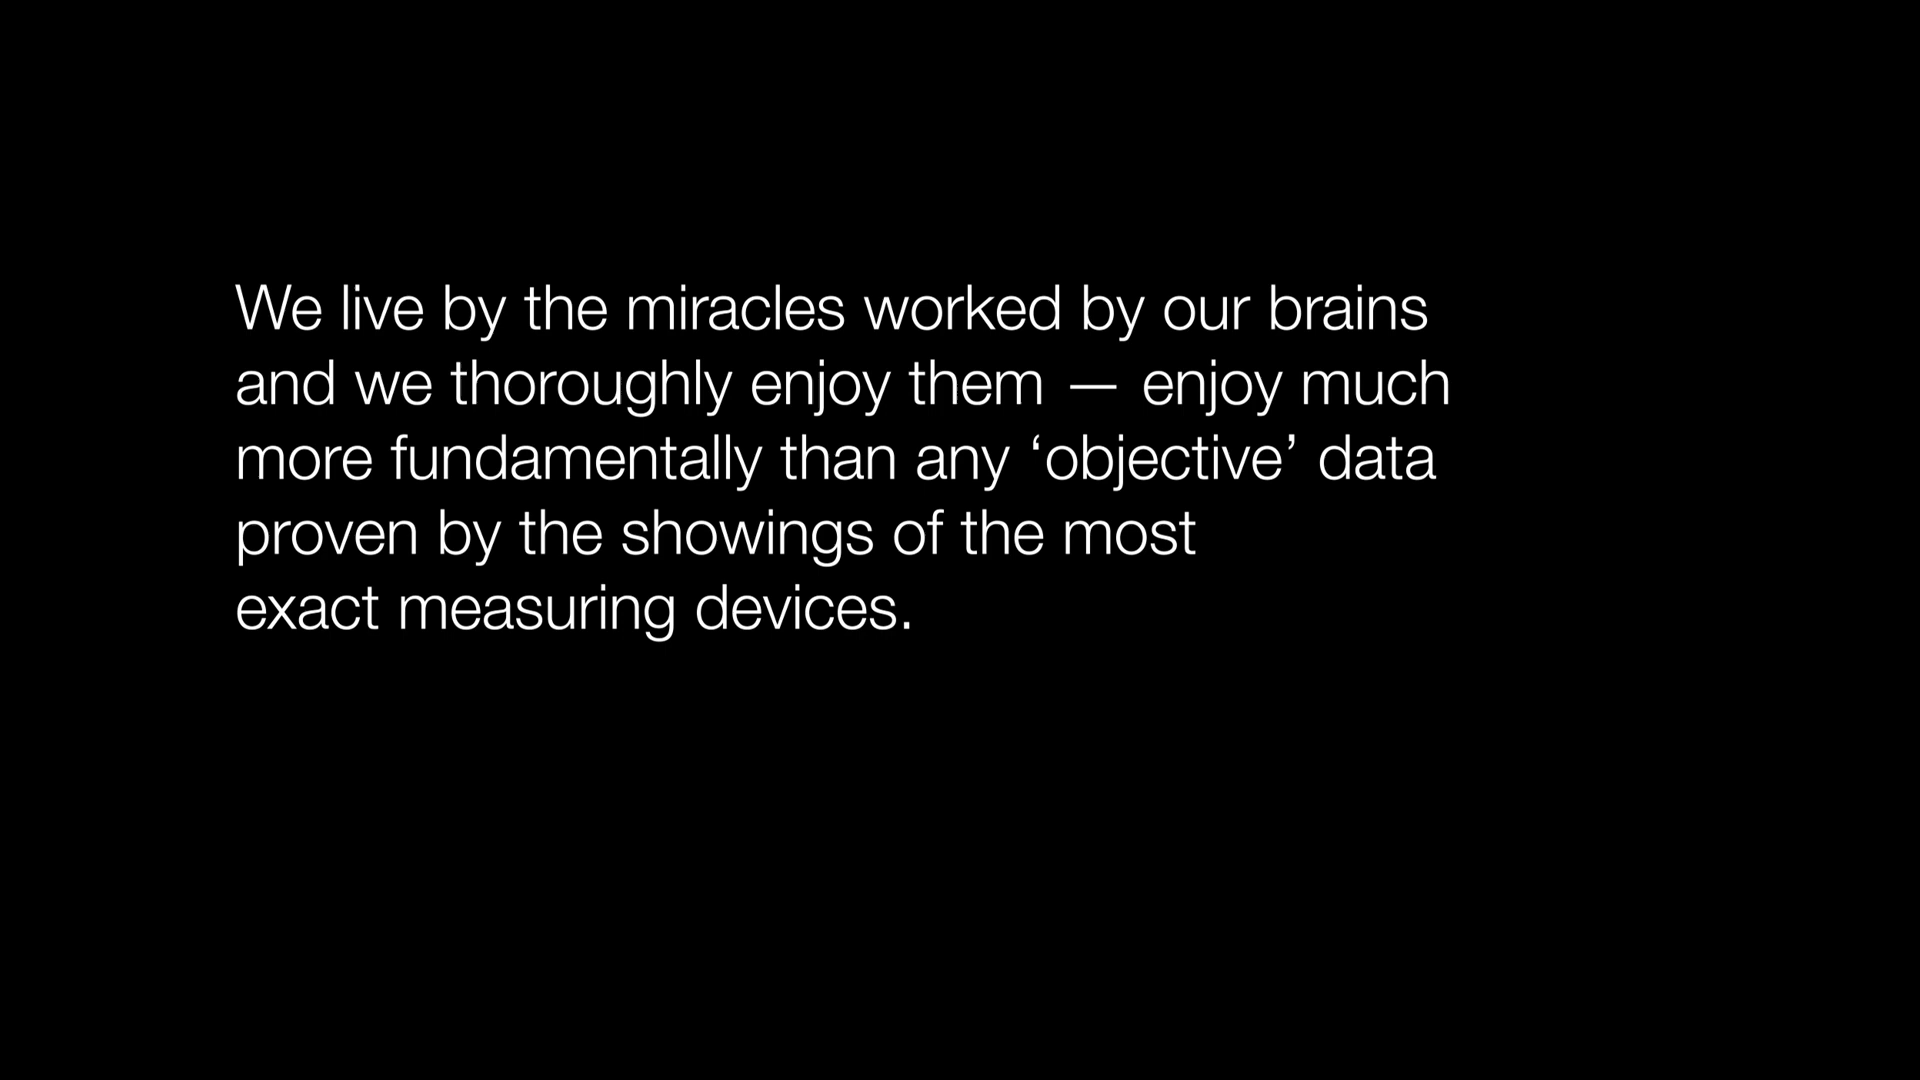 We live by the miracles worked by our brains
and we thoroughly enjoy them — enjoy much
more fundamentally than any ‘objective’ data
proven by the showings of the most
exact measuring devices.